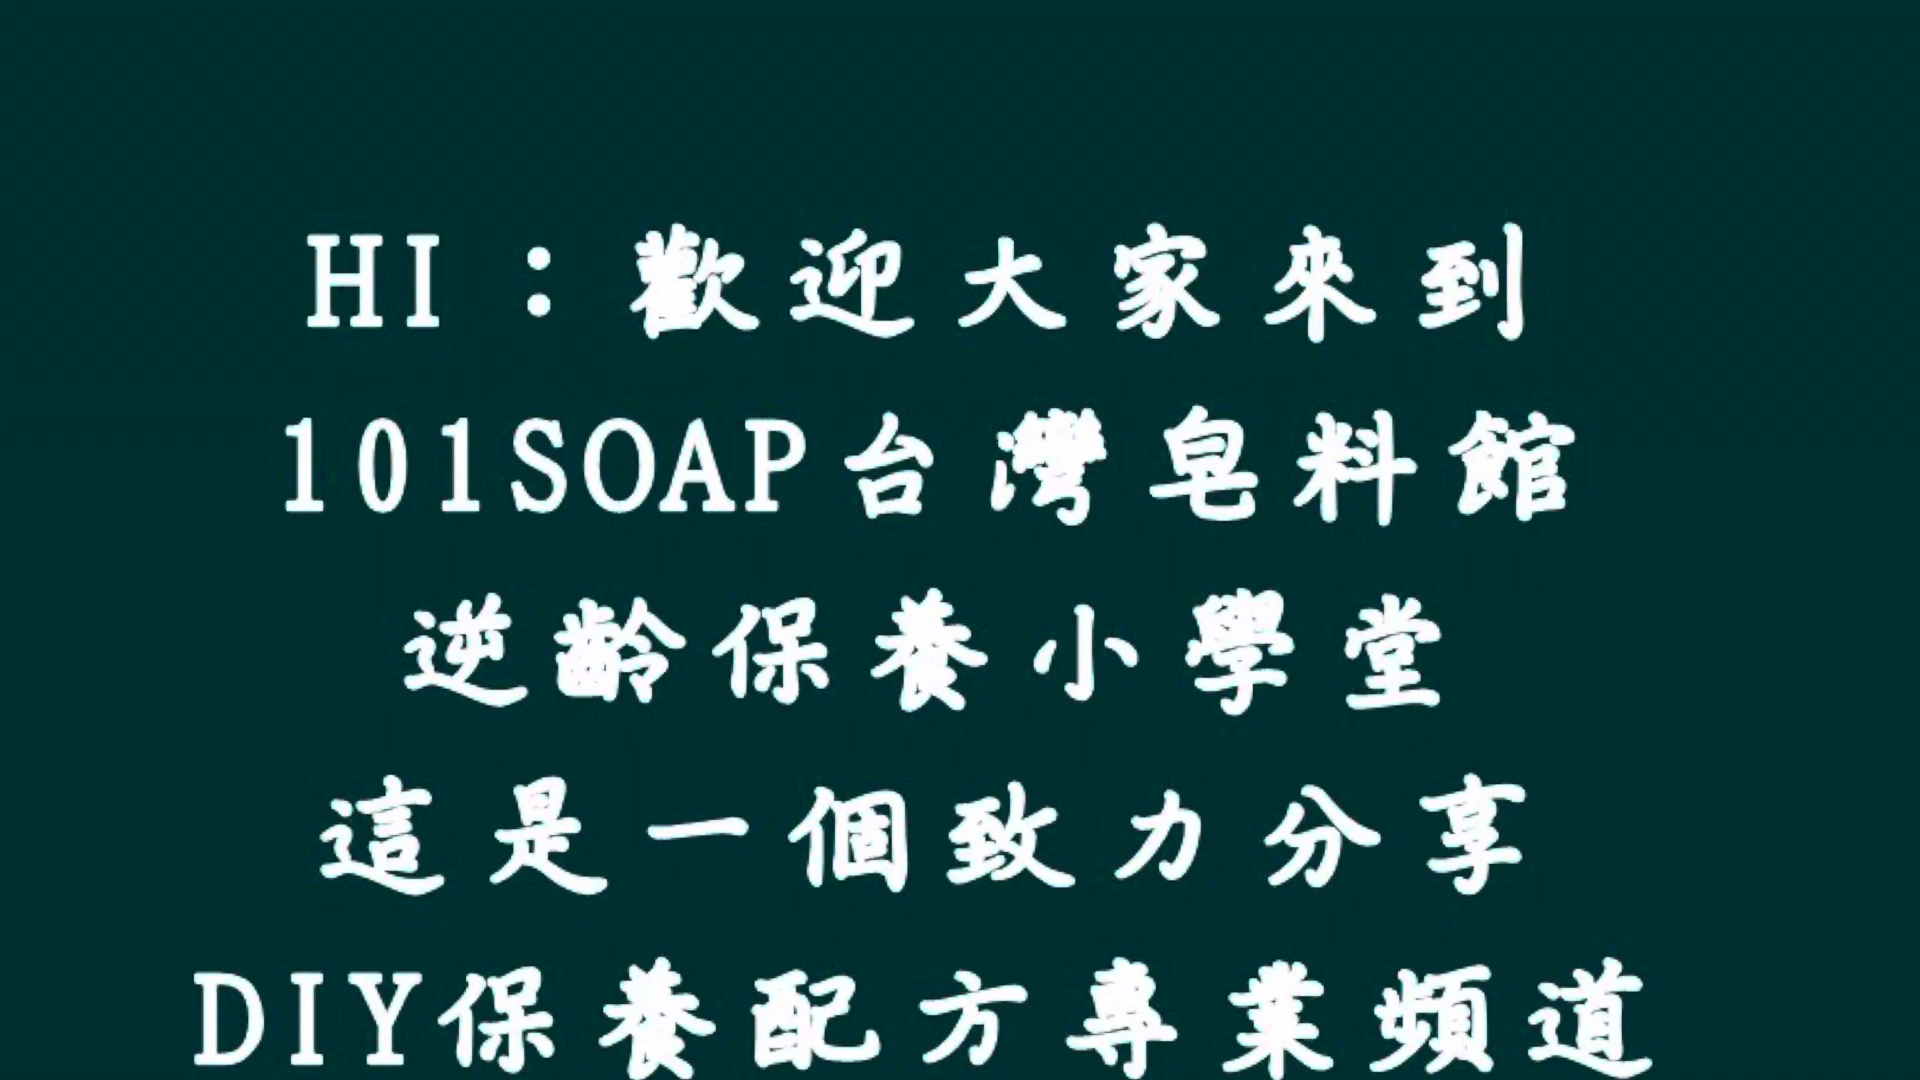 HI：歡迎大家來到
101SOAP台灣皂料館
逆齡保養小學堂
這是一個致力分享
DIY保養配方專業頻道